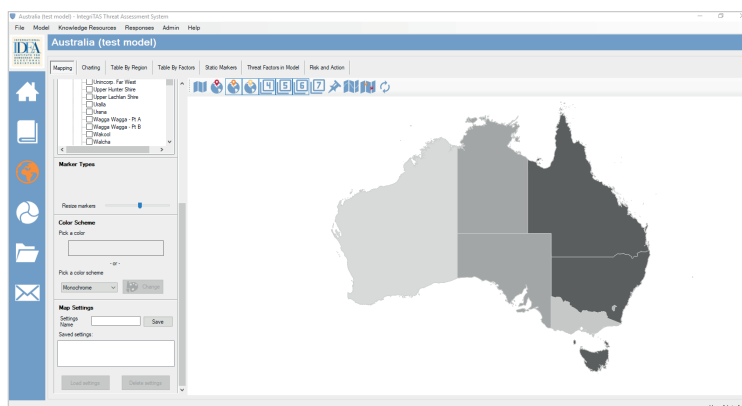 Australia (test model) - IntegriTAS Threat Assessment System
File Model Knowledge Resources Responses Admin Help
INTERNATIONAL
IDEA
Australia (test model)
Mapping Charting Table By Region Table By Factors Static Markers Threat Factors in Model Risk and Action
Unincorp. Far West
Upper Hunter Shire
Upper Lachlan Shire
Uralla
Urana
Wagga Wagga - Pt A
Wagga Wagga - Pt B
Wakool
Walcha
4 5 6 7
Marker Types
Resize markers
Color Scheme
Pick a color
- or -
Pick a color scheme
Monochrome Change
Map Settings
Settings Name Save
Saved settings:
Load settings Delete settings